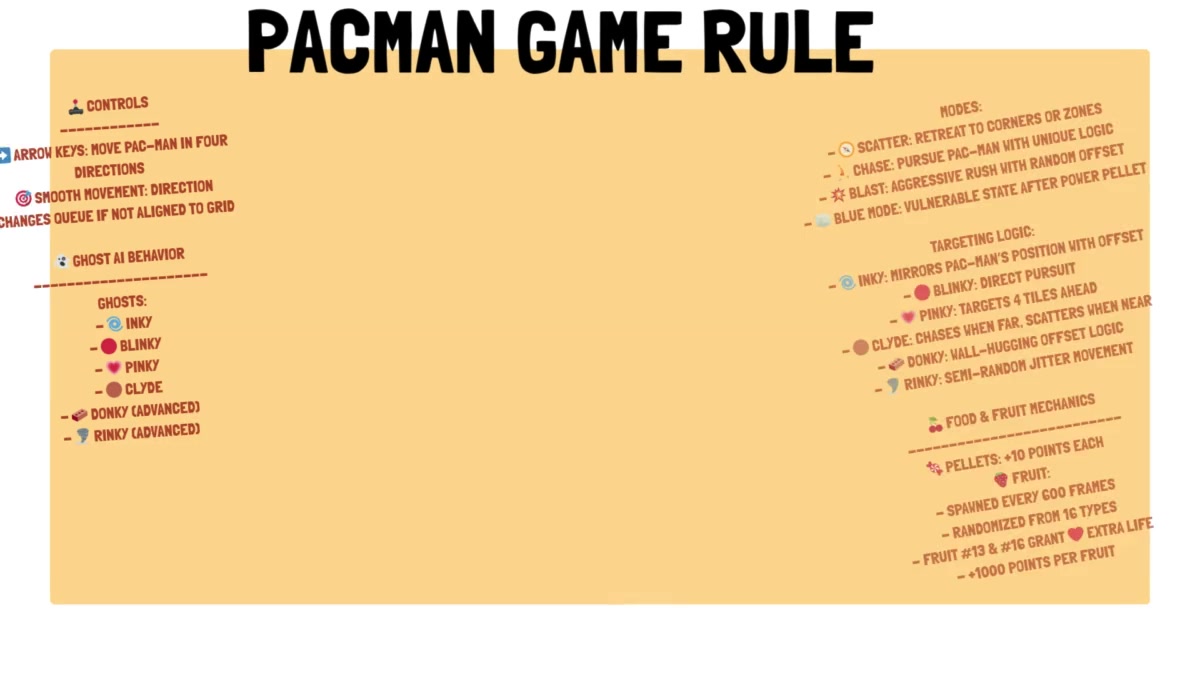 PACMAN GAME RULE
🕹️ CONTROLS
------------
➡️ ARROW KEYS: MOVE PAC-MAN IN FOUR
DIRECTIONS
🎯 SMOOTH MOVEMENT: DIRECTION
CHANGES QUEUE IF NOT ALIGNED TO GRID
👻 GHOST AI BEHAVIOR
---------------------
GHOSTS:
- 🌀 INKY
- 🔴 BLINKY
- 💗 PINKY
- 🟤 CLYDE
- 🧱 DONKY (ADVANCED)
- 🌪️ RINKY (ADVANCED)
MODES:
- 🧭 SCATTER: RETREAT TO CORNERS OR ZONES
- 🏃 CHASE: PURSUE PAC-MAN WITH UNIQUE LOGIC
- 💥 BLAST: AGGRESSIVE RUSH WITH RANDOM OFFSET
- 🧊 BLUE MODE: VULNERABLE STATE AFTER POWER PELLET
TARGETING LOGIC:
- 🌀 INKY: MIRRORS PAC-MAN'S POSITION WITH OFFSET
- 🔴 BLINKY: DIRECT PURSUIT
- 💗 PINKY: TARGETS 4 TILES AHEAD
- 🟤 CLYDE: CHASES WHEN FAR, SCATTERS WHEN NEAR
- 🧱 DONKY: WALL-HUGGING OFFSET LOGIC
- 🌪️ RINKY: SEMI-RANDOM JITTER MOVEMENT
🍒 FOOD & FRUIT MECHANICS
--------------------------
🍬 PELLETS: +10 POINTS EACH
🍓 FRUIT:
- SPAWNED EVERY 600 FRAMES
- RANDOMIZED FROM 16 TYPES
- FRUIT #13 & #16 GRANT ❤️ EXTRA LIFE
- +1000 POINTS PER FRUIT